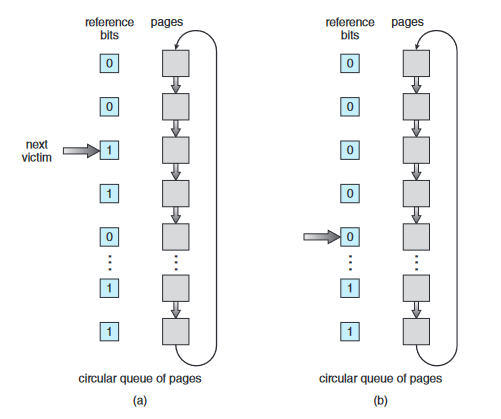 reference pages
bits
0
0
next
victim
1
1
0
1
1
circular queue of pages
(a)
reference pages
bits
0
0
0
0
0
1
1
circular queue of pages
(b)